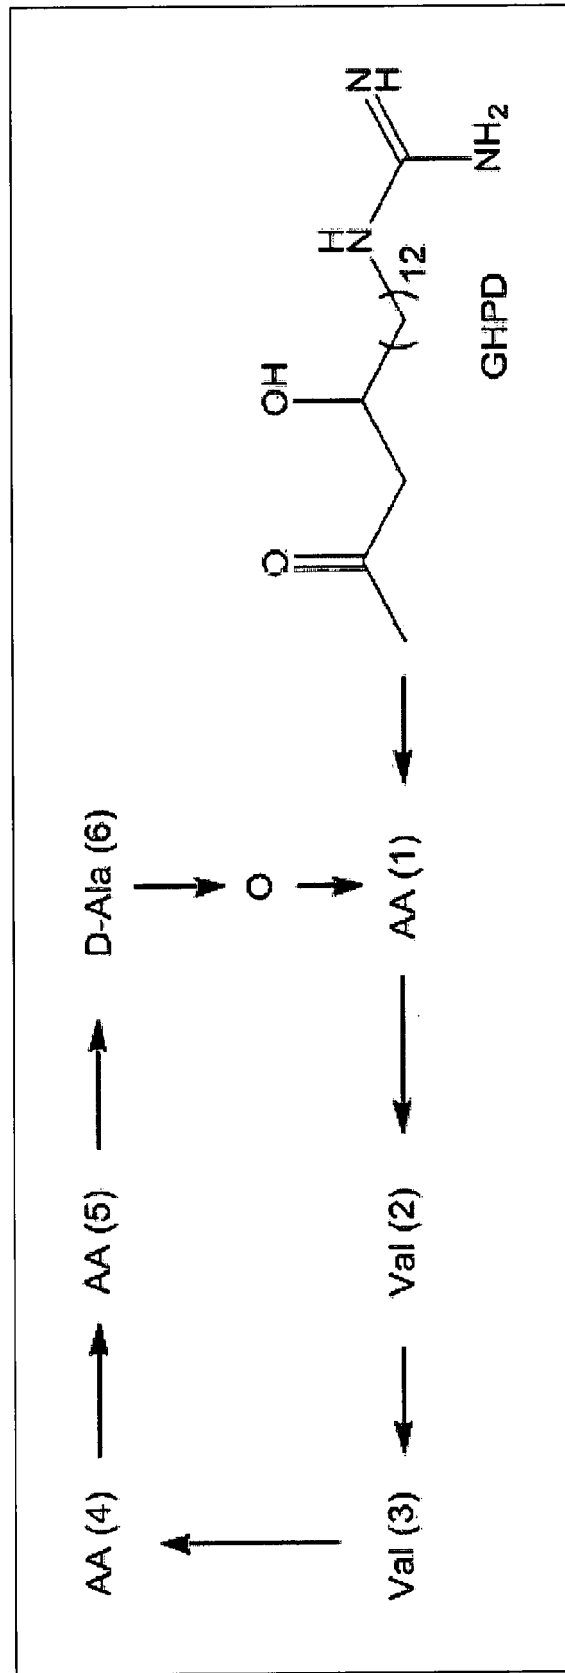 AA (4)
AA (5)
D-Ala (6)
O
Val (3)
Val (2)
AA (1)
O
OH
12
H
N
NH
NH2
GHPD